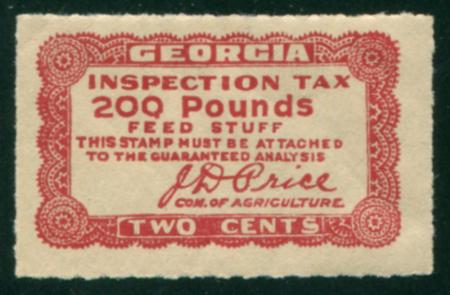 GEORGIA
INSPECTION TAX
200 Pounds
FEED STUFF
THIS STAMP MUST BE ATTACHED
TO THE GUARANTEED ANALYSIS
J D Price
COM. OF AGRICULTURE.
TWO CENTS